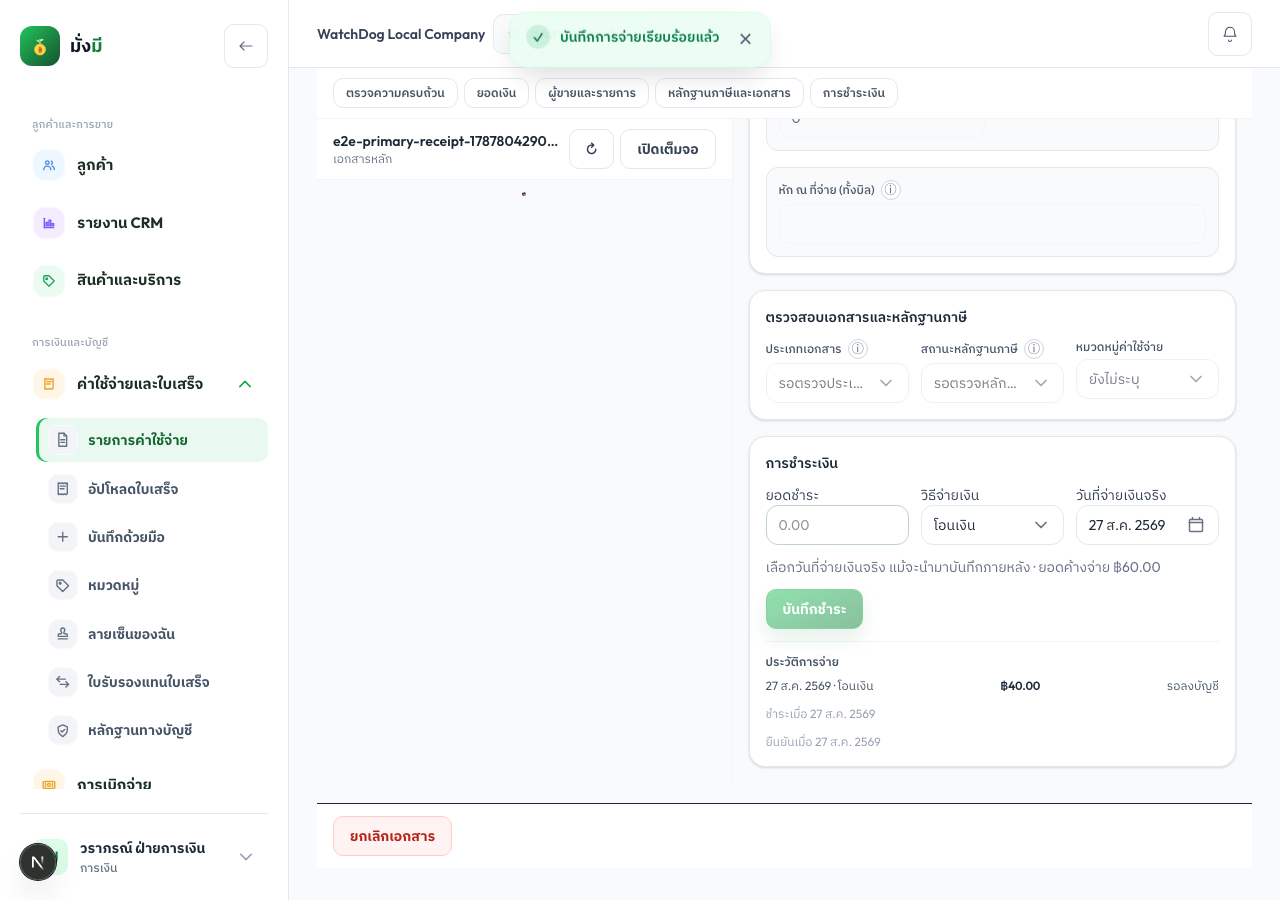 มั่งมี
ลูกค้าและการขาย
ลูกค้า
รายงาน CRM
สินค้าและบริการ
การเงินและบัญชี
ค่าใช้จ่ายและใบเสร็จ
รายการค่าใช้จ่าย
อัปโหลดใบเสร็จ
บันทึกด้วยมือ
หมวดหมู่
ลายเซ็นของฉัน
ใบรับรองแทนใบเสร็จ
หลักฐานทางบัญชี
การเบิกจ่าย
วราภรณ์ ฝ่ายการเงิน
การเงิน
N
WatchDog Local Company
บันทึกการจ่ายเรียบร้อยแล้ว
ตรวจความครบถ้วน
ยอดเงิน
ผู้ขายและรายการ
หลักฐานภาษีและเอกสาร
การชำระเงิน
e2e-primary-receipt-1787804290...
เอกสารหลัก
เปิดเต็มจอ
หัก ณ ที่จ่าย (ทั้งบิล)
ตรวจสอบเอกสารและหลักฐานภาษี
ประเภทเอกสาร
สถานะหลักฐานภาษี
หมวดหมู่ค่าใช้จ่าย
รอตรวจประเ...
รอตรวจหลัก...
ยังไม่ระบุ
การชำระเงิน
ยอดชำระ
วิธีจ่ายเงิน
วันที่จ่ายเงินจริง
0.00
โอนเงิน
27 ส.ค. 2569
เลือกวันที่จ่ายเงินจริง แม้จะนำมาบันทึกภายหลัง · ยอดค้างจ่าย ฿60.00
บันทึกชำระ
ประวัติการจ่าย
27 ส.ค. 2569 · โอนเงิน
฿40.00
รอลงบัญชี
ชำระเมื่อ 27 ส.ค. 2569
ยืนยันเมื่อ 27 ส.ค. 2569
ยกเลิกเอกสาร